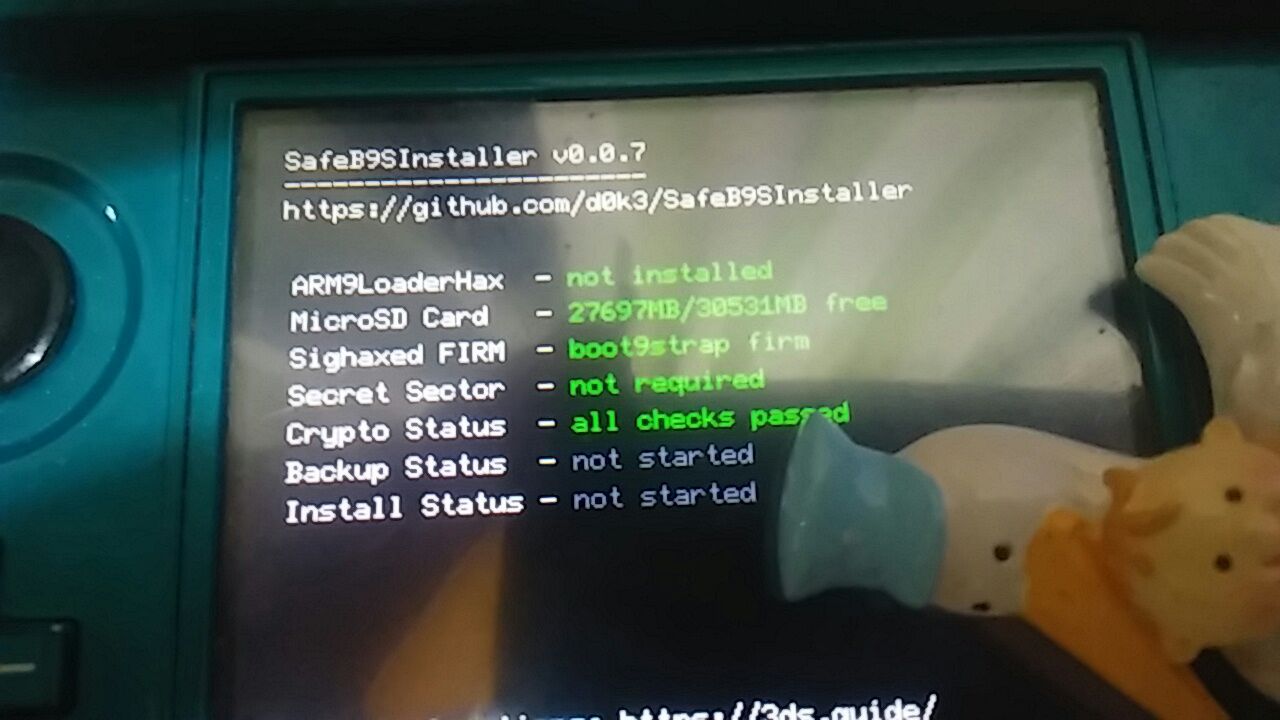 SafeB9SInstaller v0.0.7
-----------------------
https://github.com/d0k3/SafeB9SInstaller
ARM9LoaderHax - not installed
MicroSD Card - 27697MB/30531MB free
Sighaxed FIRM - boot9strap firm
Secret Sector - not required
Crypto Status - all checks passed
Backup Status - not started
Install Status - not started
https://3ds.guide/